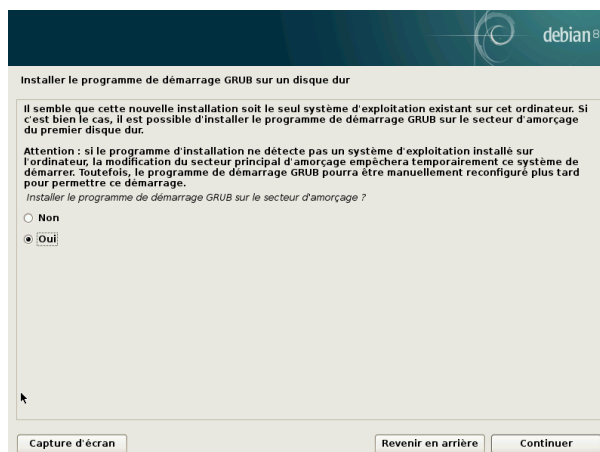 debian 8
Installer le programme de démarrage GRUB sur un disque dur
Il semble que cette nouvelle installation soit le seul système d'exploitation existant sur cet ordinateur. Si
c'est bien le cas, il est possible d'installer le programme de démarrage GRUB sur le secteur d'amorçage
du premier disque dur.
Attention : si le programme d'installation ne détecte pas un système d'exploitation installé sur
l'ordinateur, la modification du secteur principal d'amorçage empêchera temporairement ce système de
démarrer. Toutefois, le programme de démarrage GRUB pourra être manuellement reconfiguré plus tard
pour permettre ce démarrage.
Installer le programme de démarrage GRUB sur le secteur d'amorçage ?
Non
Oui
Capture d'écran
Revenir en arrière
Continuer